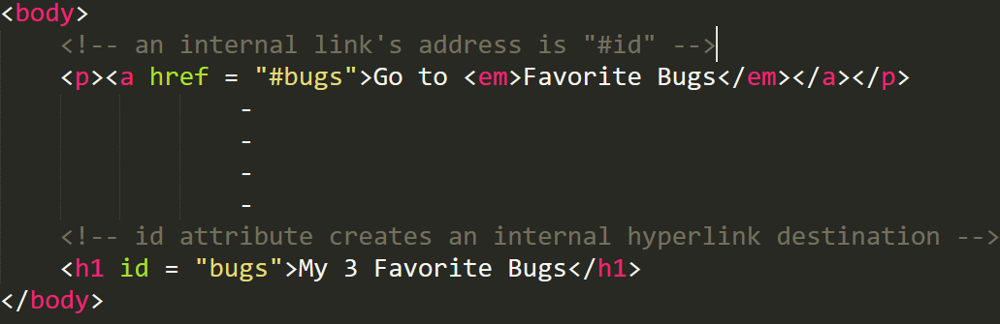 <body>
<!-- an internal link's address is "#id" -->
<p><a href = "#bugs">Go to <em>Favorite Bugs</em></a></p>
-
-
-
-
<!-- id attribute creates an internal hyperlink destination -->
<h1 id = "bugs">My 3 Favorite Bugs</h1>
</body>